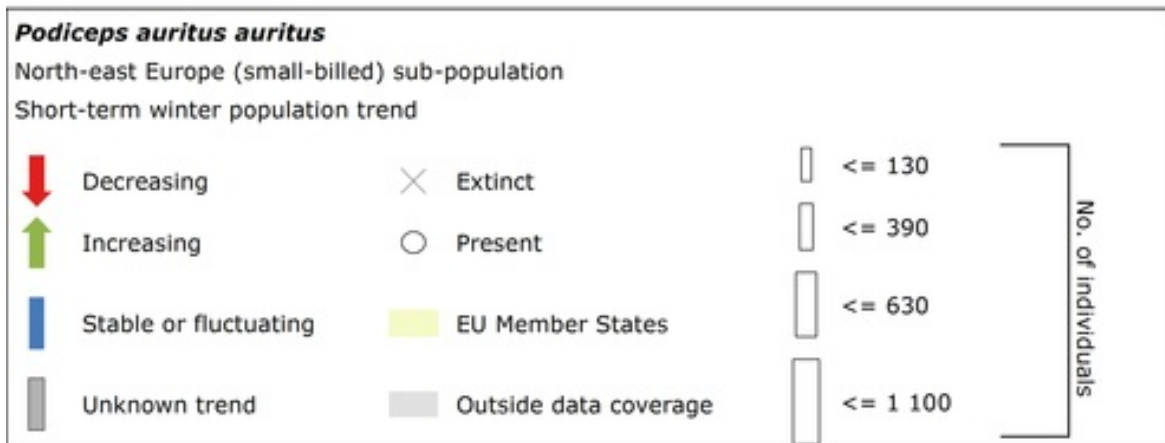 Podiceps auritus auritus
North-east Europe (small-billed) sub-population
Short-term winter population trend
Decreasing
Extinct
<= 130
Increasing
Present
<= 390
Stable or fluctuating
EU Member States
<= 630
Unknown trend
Outside data coverage
<= 1 100
No. of individuals